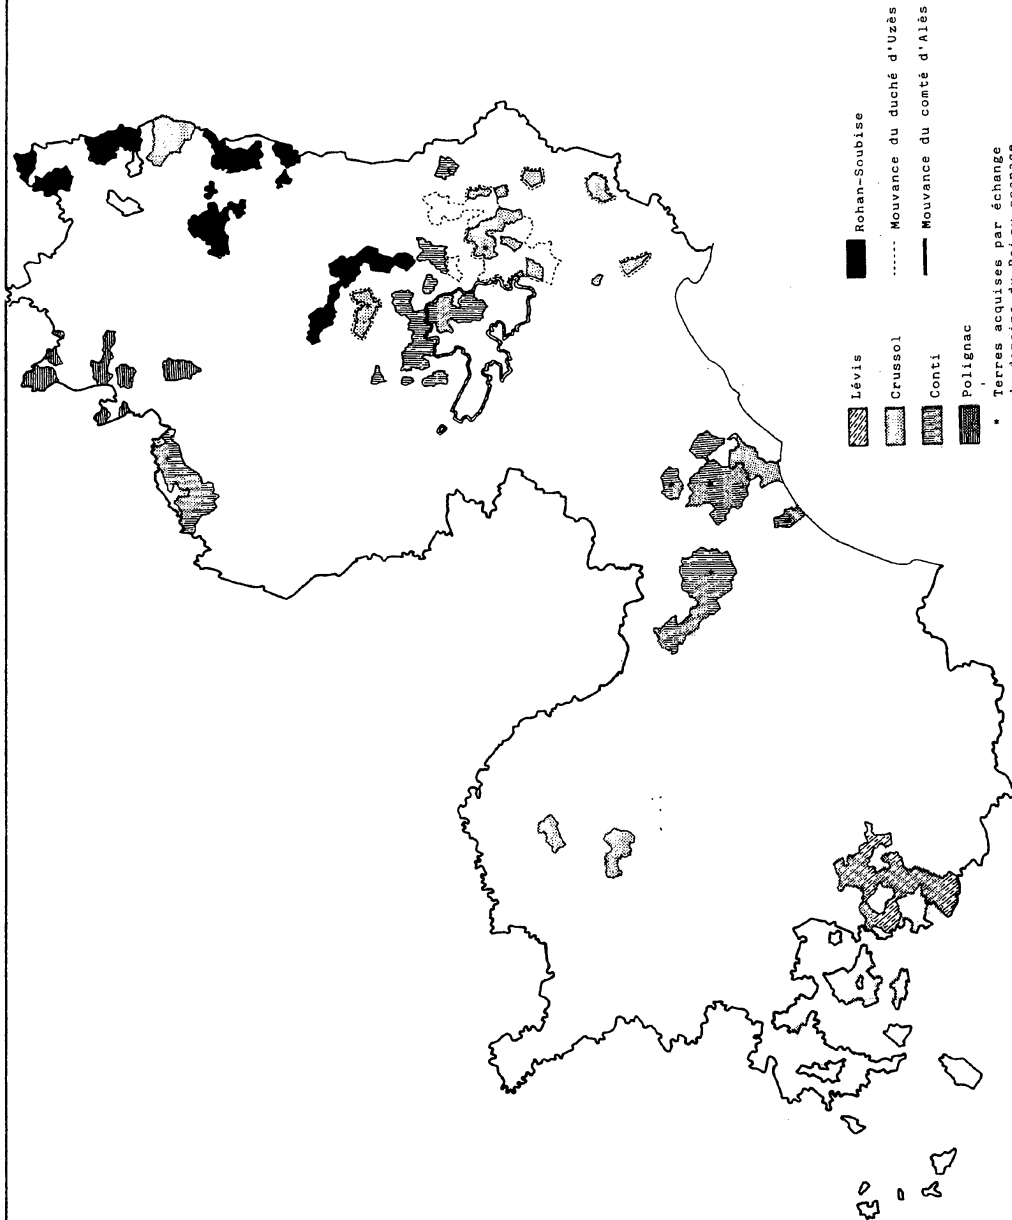 Lévis
Crussol
Conti
Polignac
Rohan-Soubise
Mouvance du duché d'Uzès
Mouvance du comté d'Alès
* Terres acquises par échange